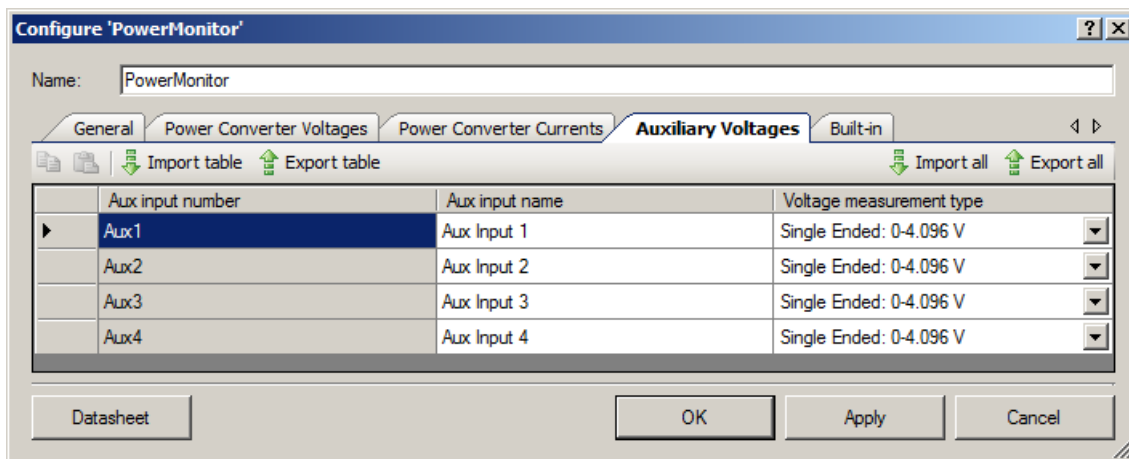 Configure 'PowerMonitor'
Name: PowerMonitor
General Power Converter Voltages Power Converter Currents Auxiliary Voltages Built-in
Import table Export table Import all Export all
Aux input number Aux input name Voltage measurement type
Aux1 Aux Input 1 Single Ended: 0-4.096 V
Aux2 Aux Input 2 Single Ended: 0-4.096 V
Aux3 Aux Input 3 Single Ended: 0-4.096 V
Aux4 Aux Input 4 Single Ended: 0-4.096 V
Datasheet OK Apply Cancel